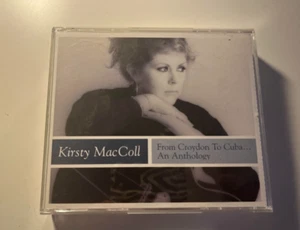 Kirsty MacColl
From Croydon To Cuba...
An Anthology